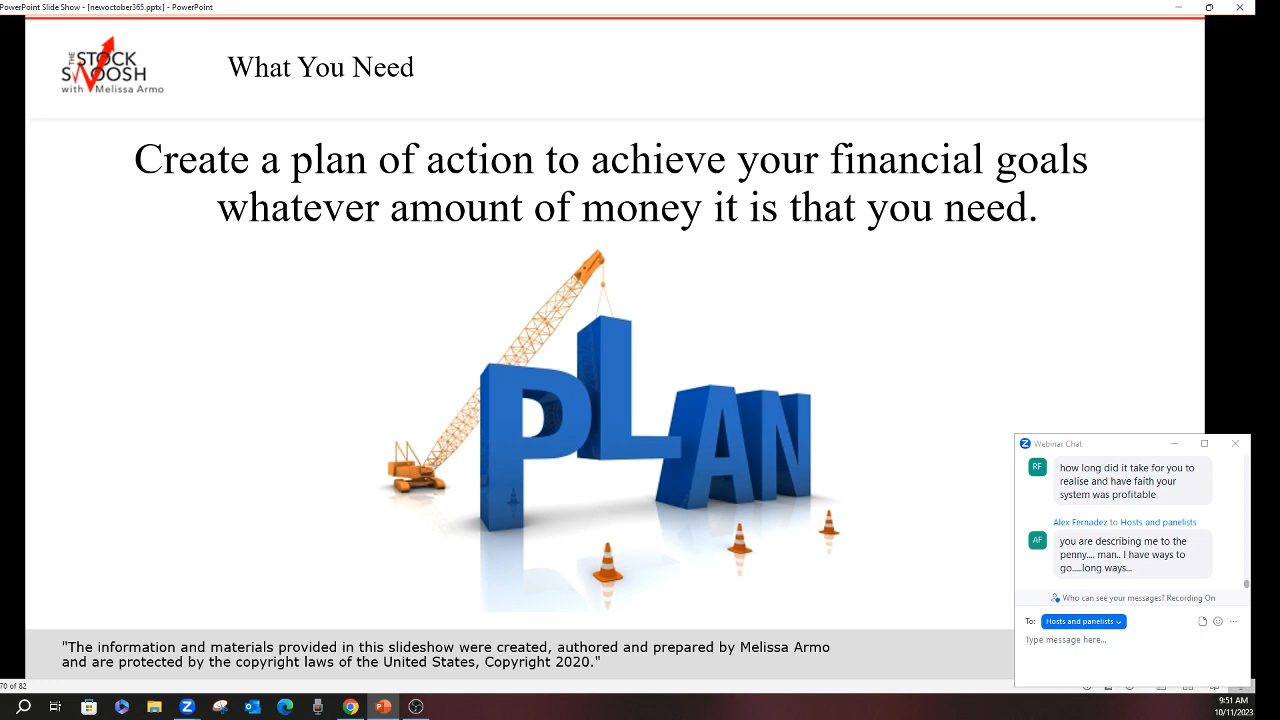 PowerPoint Slide Show - [newoctober365.pptx] - PowerPoint
THE STOCK
SWOOSH
with Melissa Armo
What You Need
Create a plan of action to achieve your financial goals
whatever amount of money it is that you need.
PLAN
"The information and materials provided in this slideshow were created, authored and prepared by Melissa Armo
and are protected by the copyright laws of the United States, Copyright 2020."
Webinar Chat
RF
how long did it take for you to
realise and have faith your
system was profitable
Alex Fernadez to Hosts and panelists
AF
you are describing me to the
penny.... man.. I have ways to
go.....long ways...
Who can see your messages? Recording On
To: Hosts and panelists
Type message here...
70 of 82
9:51 AM
10/11/2023